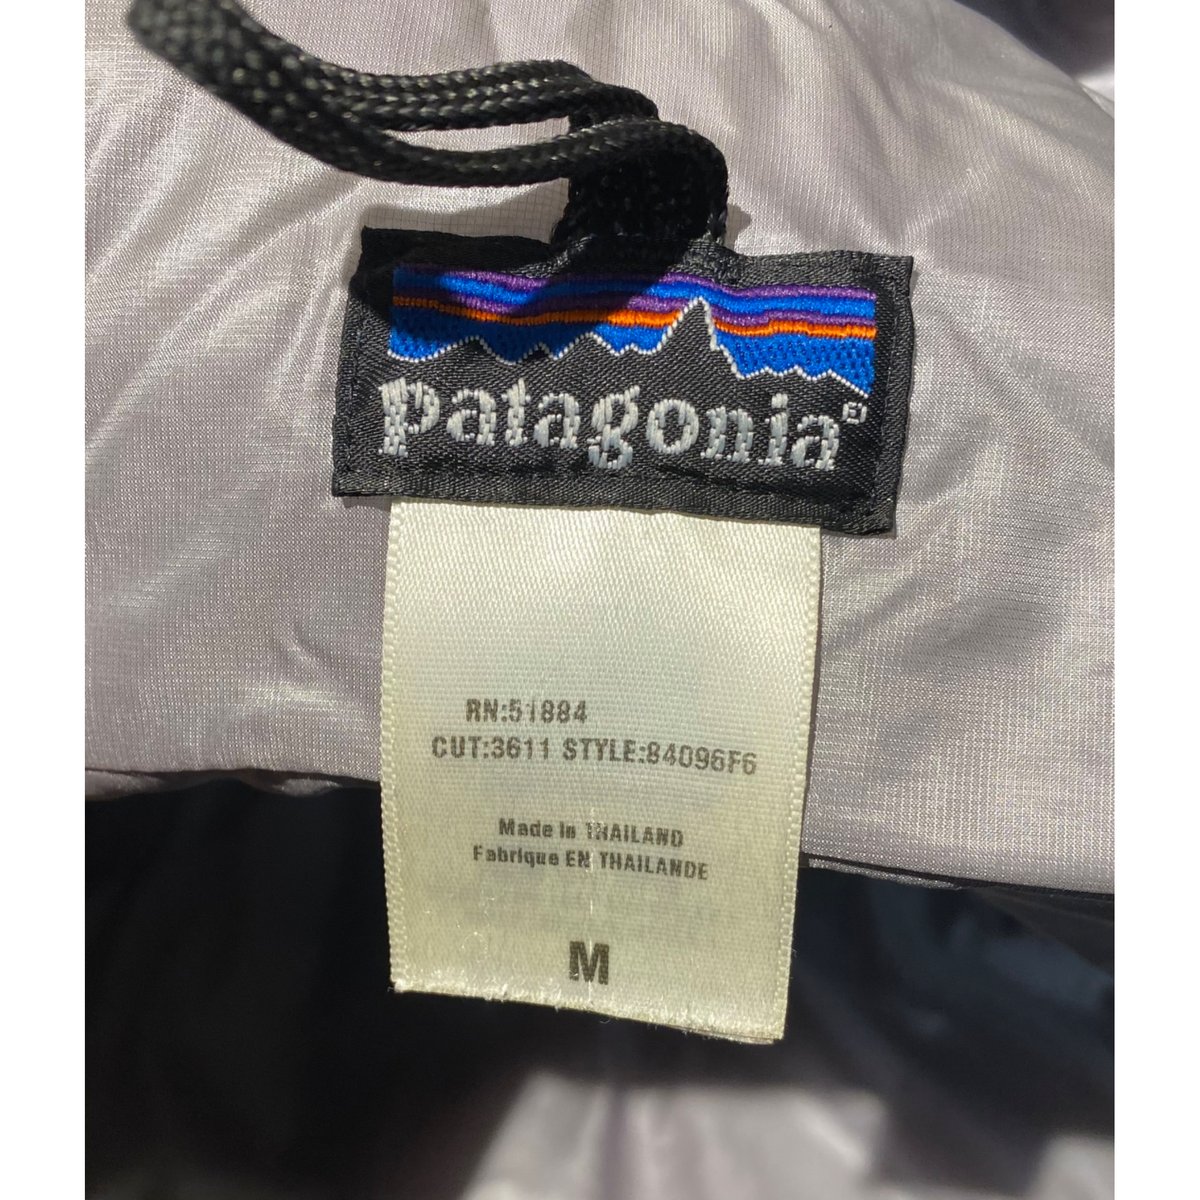 patagonia®
RN:51884
CUT:3611 STYLE:84096F6
Made in THAILAND
Fabrique EN THAILANDE
M